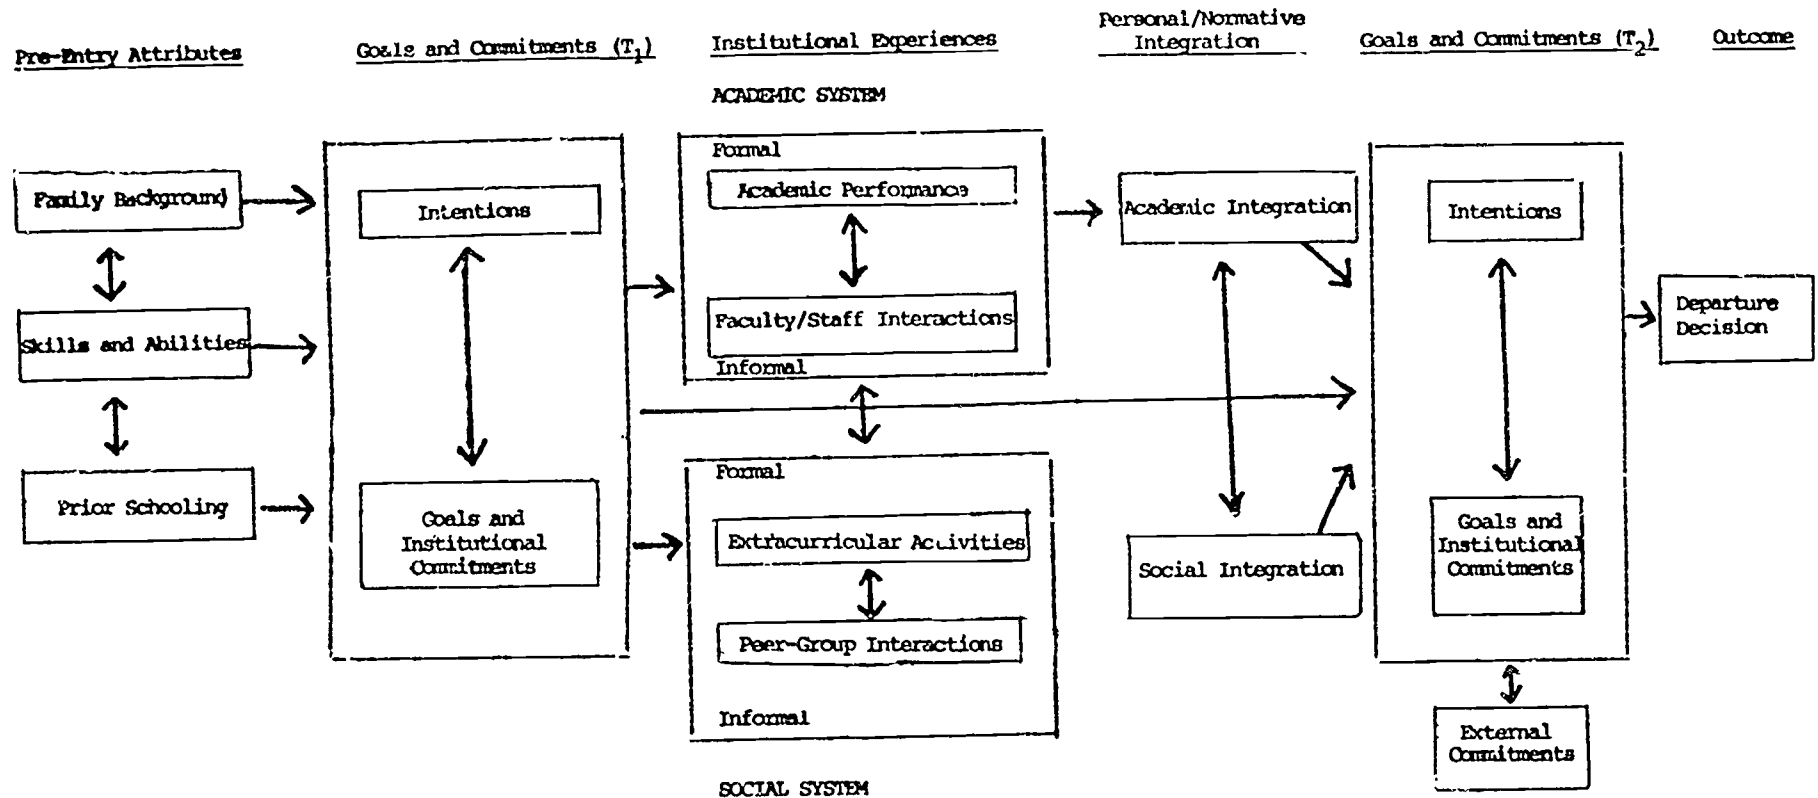 Pre-Entry Attributes
Goals and Commitments (T1)
Institutional Experiences
Personal/Normative
Integration
Goals and Commitments (T2)
Outcome
ACADEMIC SYSTEM
Formal
Family Background
Intentions
Academic Performance
Academic Integration
Intentions
Skills and Abilities
Faculty/Staff Interactions
Informal
Departure
Decision
Prior Schooling
Goals and
Institutional
Commitments
Formal
Extracurricular Activities
Peer-Group Interactions
Informal
Social Integration
Goals and
Institutional
Commitments
External
Commitments
SOCIAL SYSTEM